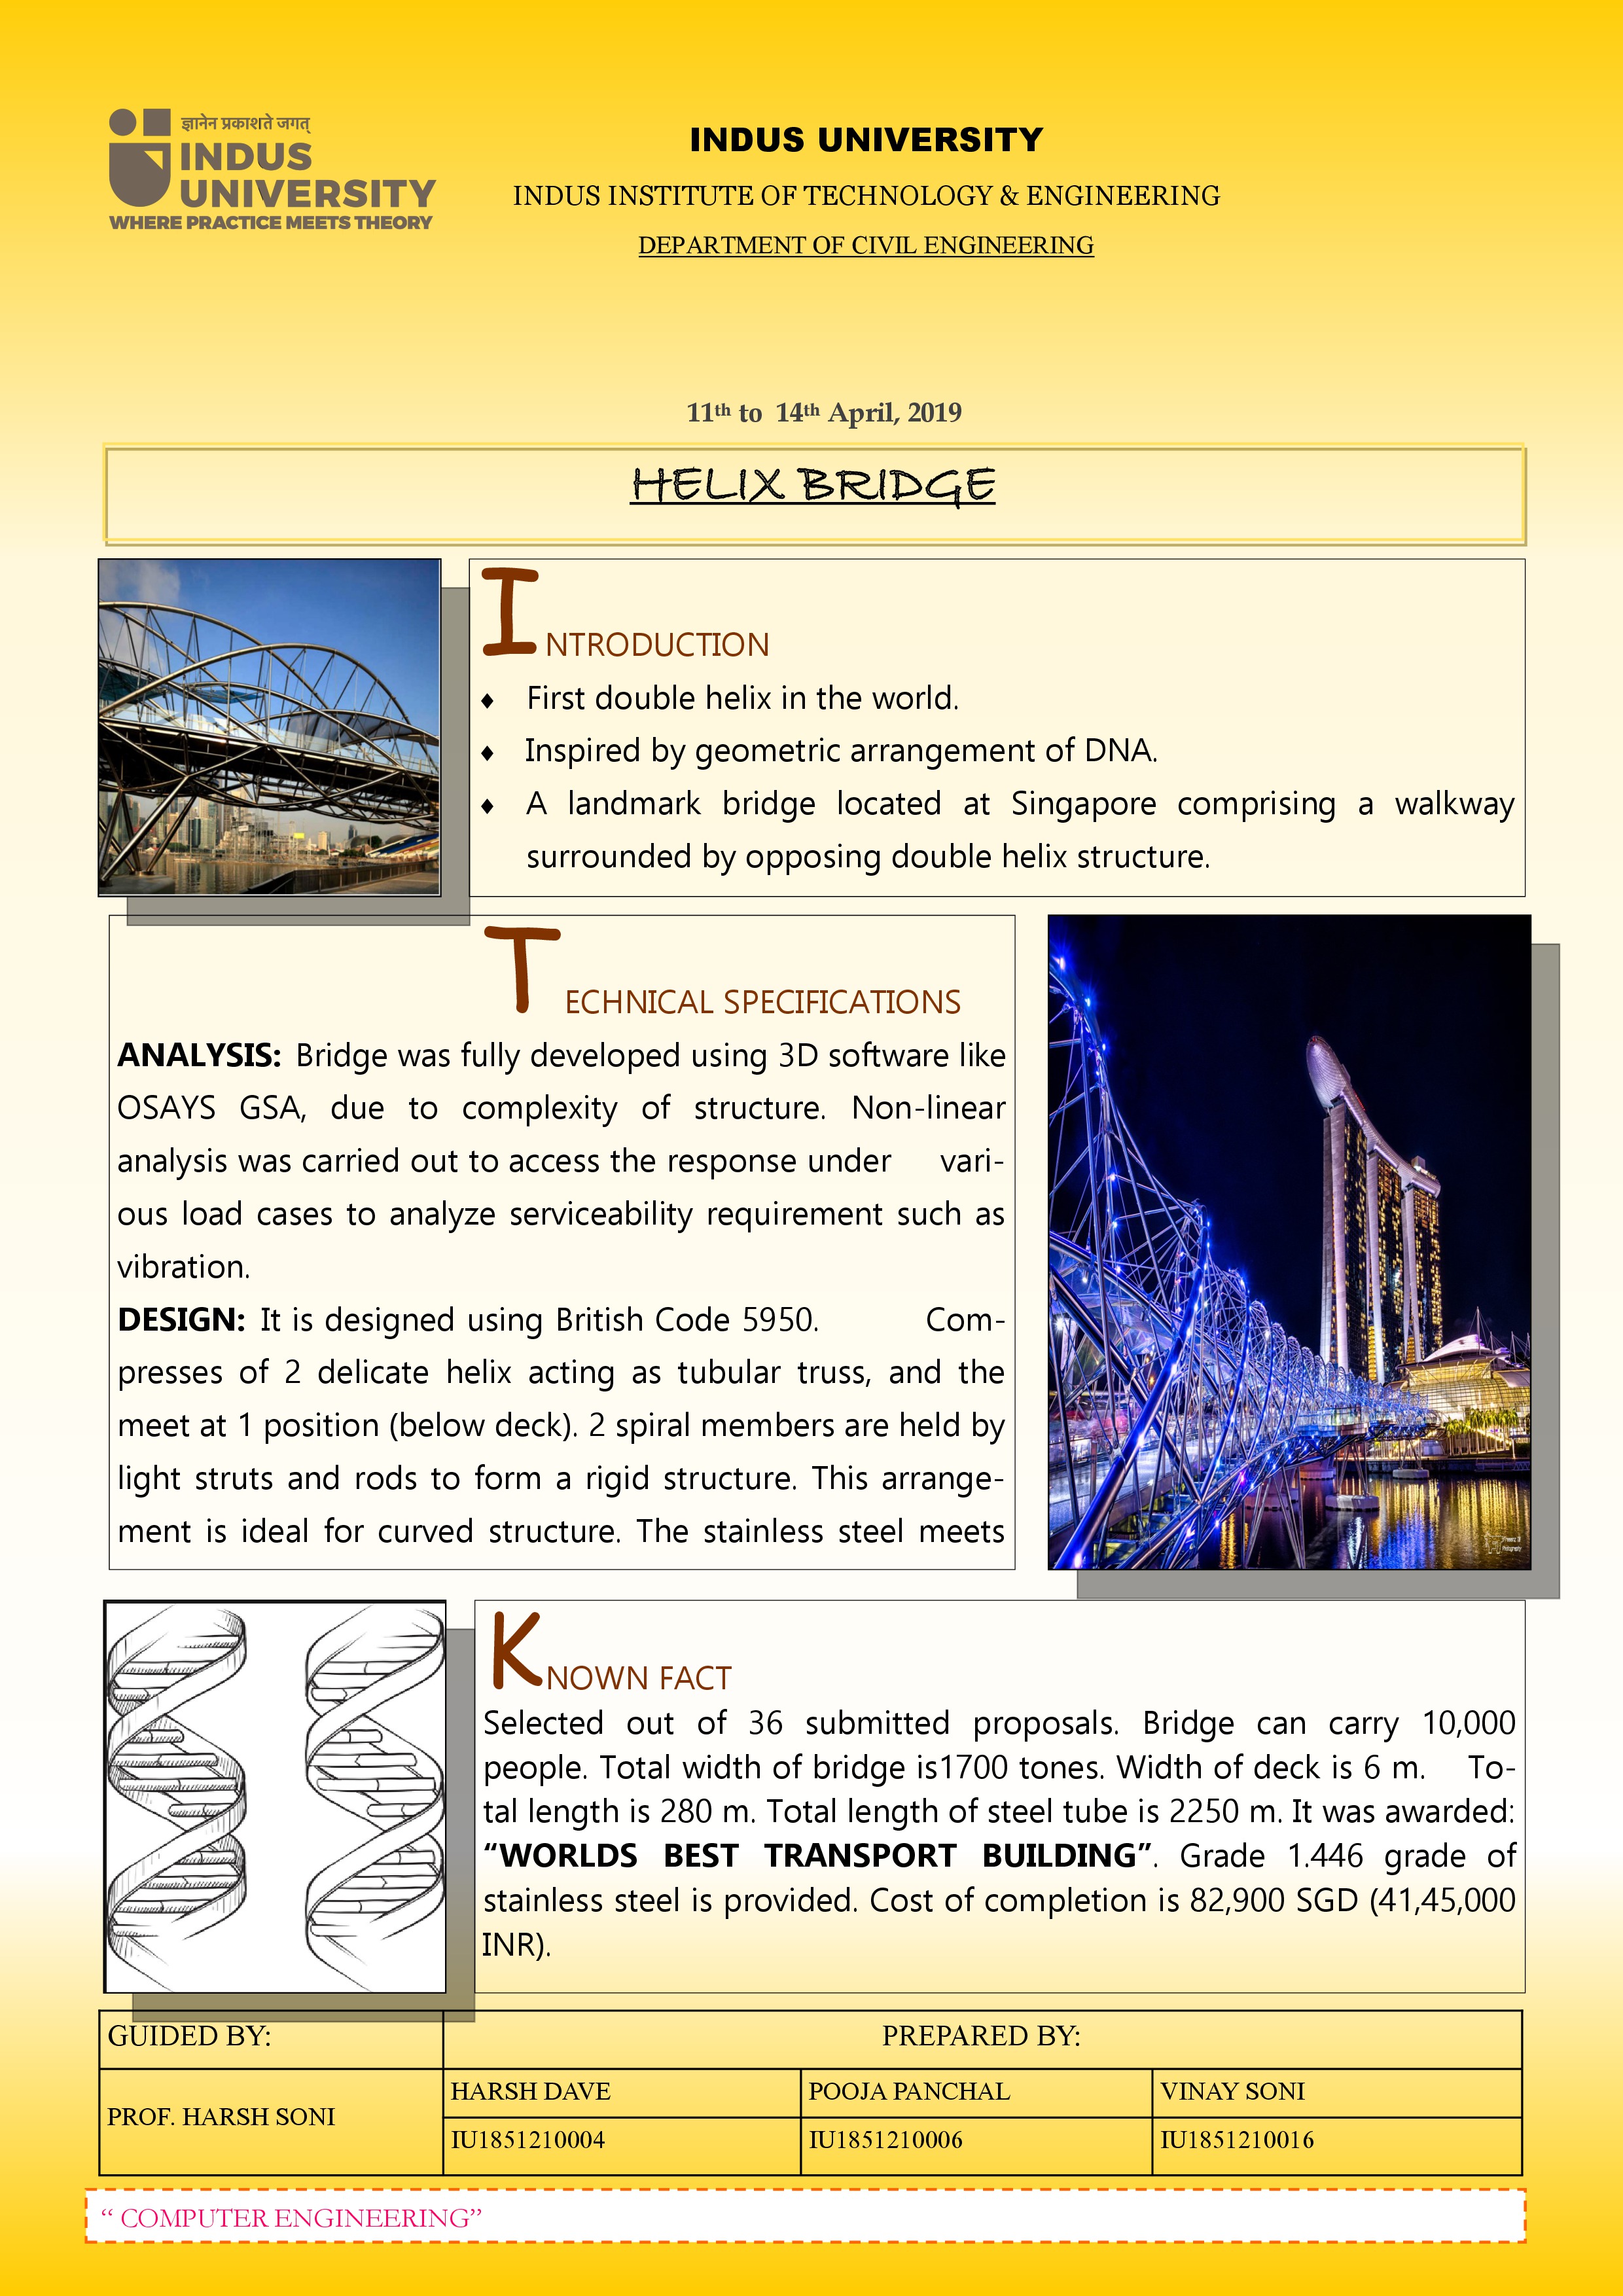 ज्ञानेन प्रकाशते जगत्
INDUS
UNIVERSITY
WHERE PRACTICE MEETS THEORY
INDUS UNIVERSITY
INDUS INSTITUTE OF TECHNOLOGY & ENGINEERING
DEPARTMENT OF CIVIL ENGINEERING
11th to 14th April, 2019
HELIX BRIDGE
INTRODUCTION
♦ First double helix in the world.
♦ Inspired by geometric arrangement of DNA.
♦ A landmark bridge located at Singapore comprising a walkway
surrounded by opposing double helix structure.
TECHNICAL SPECIFICATIONS
ANALYSIS: Bridge was fully developed using 3D software like
OSAYS GSA, due to complexity of structure. Non-linear
analysis was carried out to access the response under vari-
ous load cases to analyze serviceability requirement such as
vibration.
DESIGN: It is designed using British Code 5950. Com-
presses of 2 delicate helix acting as tubular truss, and the
meet at 1 position (below deck). 2 spiral members are held by
light struts and rods to form a rigid structure. This arrange-
ment is ideal for curved structure. The stainless steel meets
KNOWN FACT
Selected out of 36 submitted proposals. Bridge can carry 10,000
people. Total width of bridge is1700 tones. Width of deck is 6 m. To-
tal length is 280 m. Total length of steel tube is 2250 m. It was awarded:
“WORLDS BEST TRANSPORT BUILDING”. Grade 1.446 grade of
stainless steel is provided. Cost of completion is 82,900 SGD (41,45,000
INR).
GUIDED BY:
PREPARED BY:
PROF. HARSH SONI
HARSH DAVE
POOJA PANCHAL
VINAY SONI
IU1851210004
IU1851210006
IU1851210016
“ COMPUTER ENGINEERING”